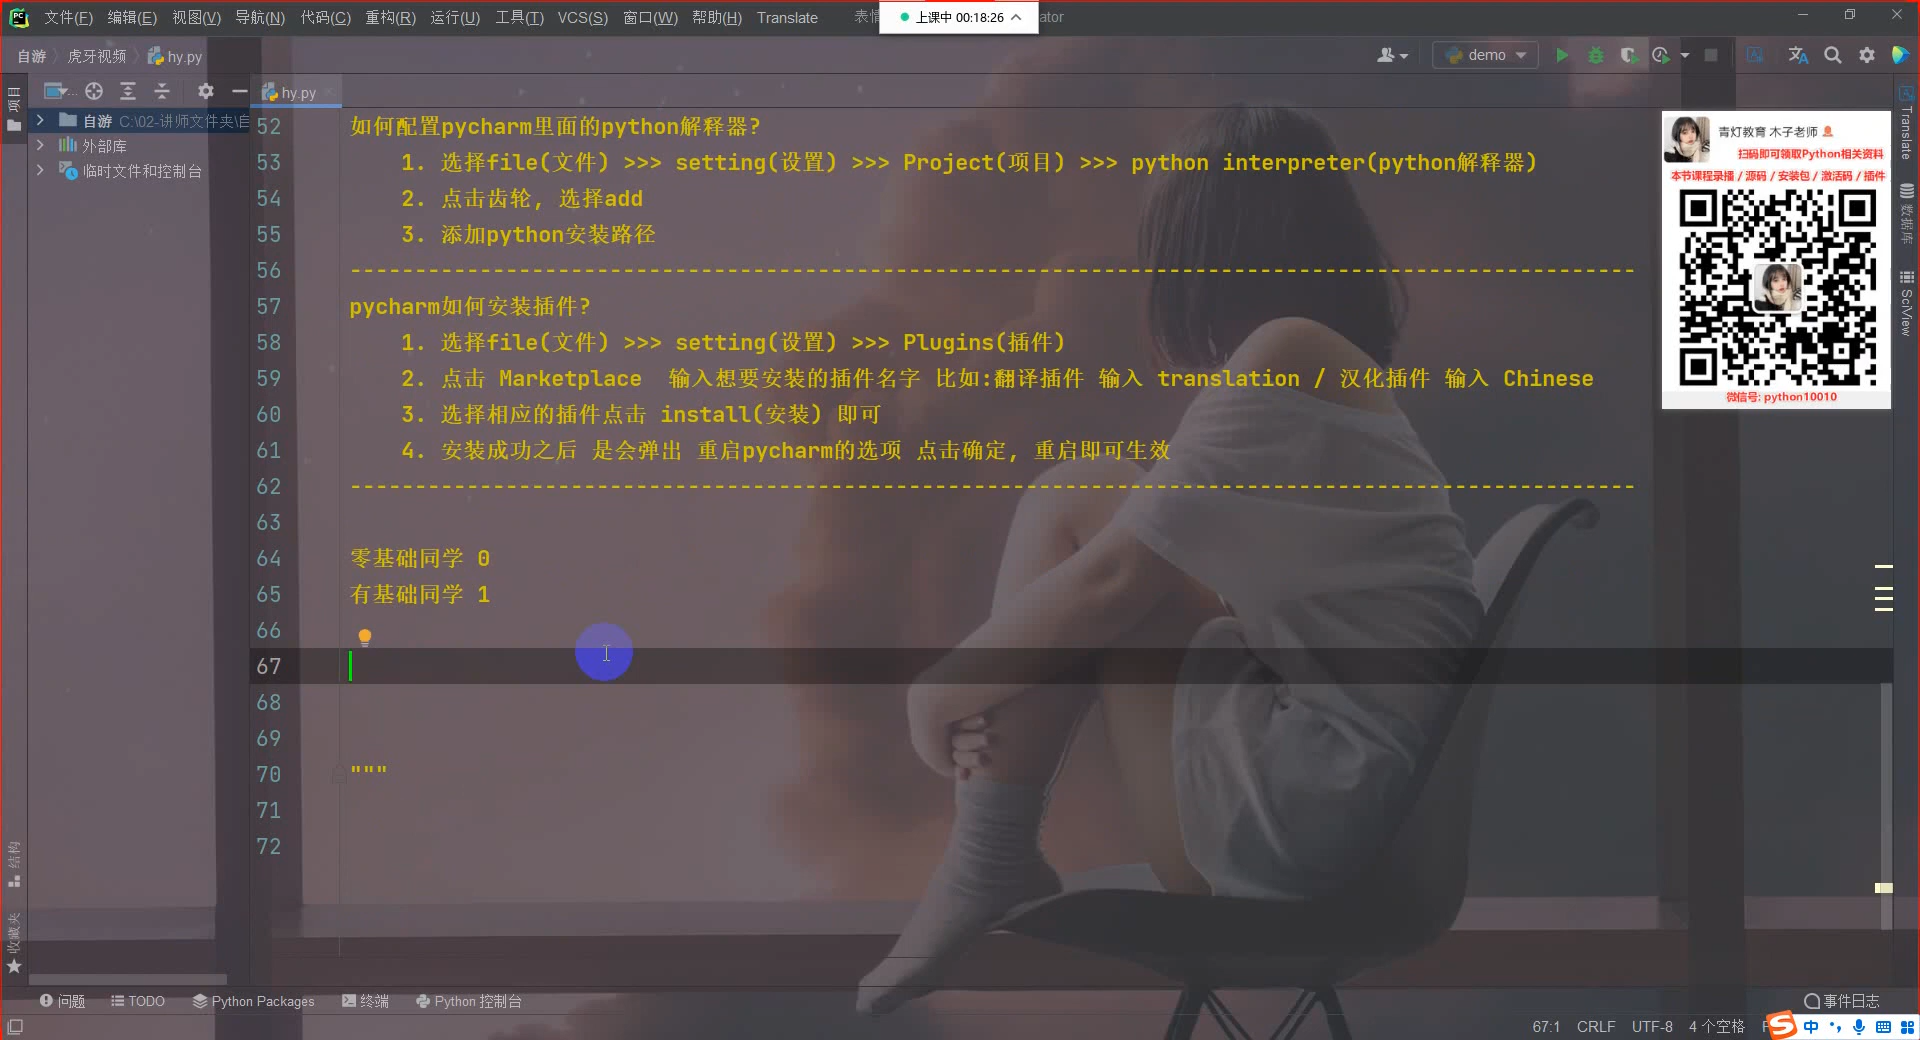 文件(F) 编辑(E) 视图(V) 导航(N) 代码(C) 重构(R) 运行(U) 工具(T) VCS(S) 窗口(W) 帮助(H) Translate
上课中 00:18:26
自游 虎牙视频 hy.py
demo
hy.py
项目
自游 C:\02-讲师文件夹\自
外部库
临时文件和控制台
52 如何配置pycharm里面的python解释器?
53 1. 选择file(文件) >>> setting(设置) >>> Project(项目) >>> python interpreter(python解释器)
54 2. 点击齿轮, 选择add
55 3. 添加python安装路径
56 ---------------------------------------------------------------------------------------------------
57 pycharm如何安装插件?
58 1. 选择file(文件) >>> setting(设置) >>> Plugins(插件)
59 2. 点击 Marketplace 输入想要安装的插件名字 比如:翻译插件 输入 translation / 汉化插件 输入 Chinese
60 3. 选择相应的插件点击 install(安装) 即可
61 4. 安装成功之后 是会弹出 重启pycharm的选项 点击确定, 重启即可生效
62 ---------------------------------------------------------------------------------------------------
63
64 零基础同学 0
65 有基础同学 1
66
67
68
69
70 """
71
72
青灯教育 木子老师
扫码即可领取Python相关资料
本节课程录播 / 源码 / 安装包 / 激活码 / 插件
微信号: python10010
Translate
数据库
SciView
结构
收藏夹
问题 TODO Python Packages 终端 Python 控制台
事件日志
67:1 CRLF UTF-8 4 个空格
中